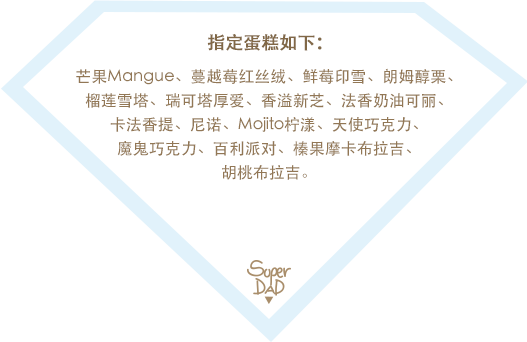 指定蛋糕如下：
芒果Mangue、蔓越莓红丝绒、鲜莓印雪、朗姆醇栗、
榴莲雪塔、瑞可塔厚爱、香溢新芝、法香奶油可丽、
卡法香提、尼诺、Mojito柠漾、天使巧克力、
魔鬼巧克力、百利派对、榛果摩卡布拉吉、
胡桃布拉吉。
Super
DAD